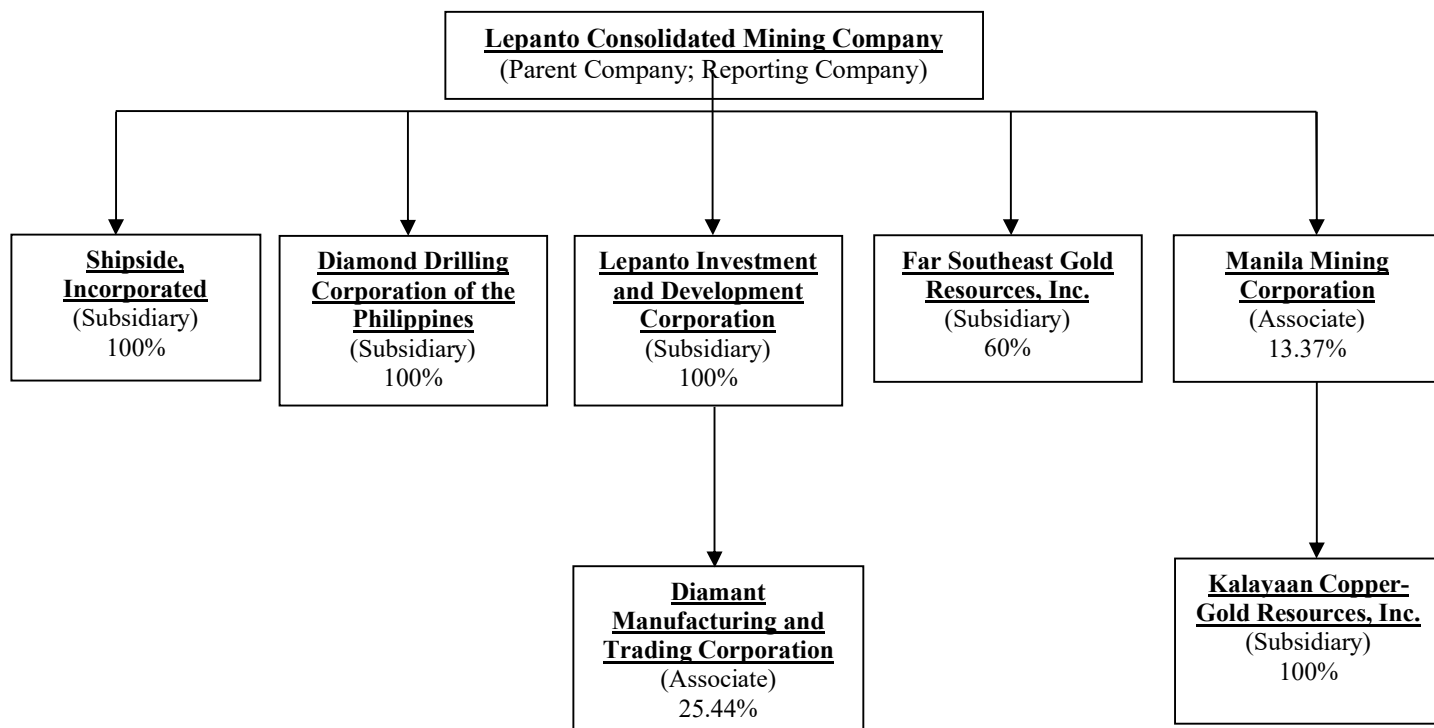 Lepanto Consolidated Mining Company
(Parent Company; Reporting Company)
Shipside,
Incorporated
(Subsidiary)
100%
Diamond Drilling
Corporation of the
Philippines
(Subsidiary)
100%
Lepanto Investment
and Development
Corporation
(Subsidiary)
100%
Far Southeast Gold
Resources, Inc.
(Subsidiary)
60%
Manila Mining
Corporation
(Associate)
13.37%
Diamant
Manufacturing and
Trading Corporation
(Associate)
25.44%
Kalayaan Copper-
Gold Resources, Inc.
(Subsidiary)
100%